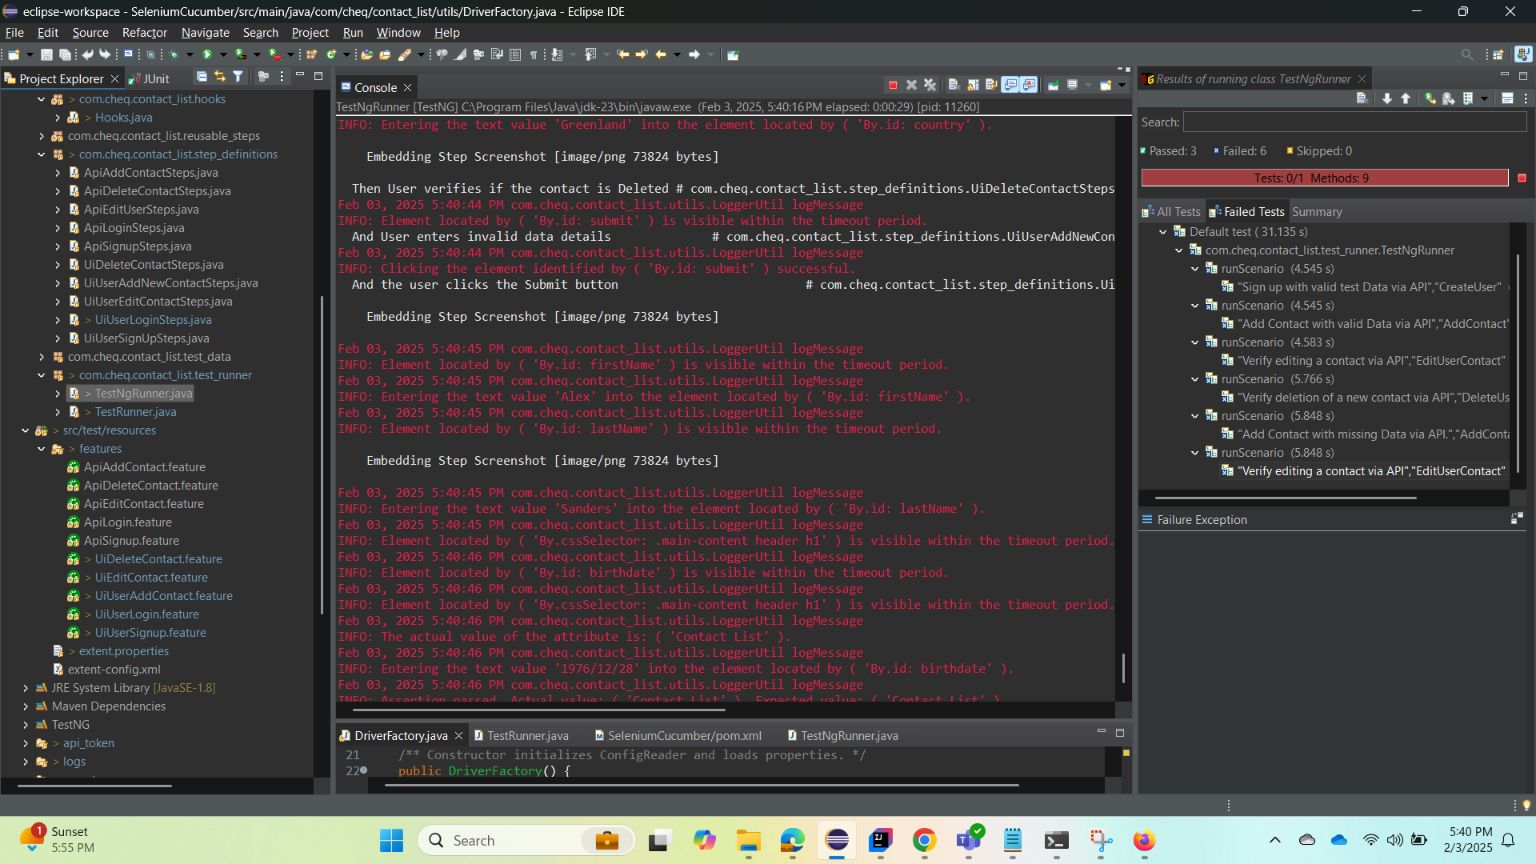 eclipse-workspace - SeleniumCucumber/src/main/java/com/cheq/contact_list/utils/DriverFactory.java - Eclipse IDE
File Edit Source Refactor Navigate Search Project Run Window Help
Project Explorer
JUnit
> com.cheq.contact_list.hooks
> Hooks.java
com.cheq.contact_list.reusable_steps
> com.cheq.contact_list.step_definitions
ApiAddContactSteps.java
ApiDeleteContactSteps.java
ApiEditUserSteps.java
ApiLoginSteps.java
ApiSignupSteps.java
UiDeleteContactSteps.java
UiUserAddNewContactSteps.java
UiUserEditContactSteps.java
> UiUserLoginSteps.java
UiUserSignUpSteps.java
com.cheq.contact_list.test_data
> com.cheq.contact_list.test_runner
> TestNgRunner.java
> TestRunner.java
> src/test/resources
> features
ApiAddContact.feature
ApiDeleteContact.feature
ApiEditContact.feature
ApiLogin.feature
ApiSignup.feature
> UiDeleteContact.feature
> UiEditContact.feature
> UiUserAddContact.feature
> UiUserLogin.feature
> UiUserSignup.feature
> extent.properties
extent-config.xml
JRE System Library [JavaSE-1.8]
Maven Dependencies
TestNG
> api_token
> logs
Console
TestNgRunner [TestNG] C:\Program Files\Java\jdk-23\bin\javaw.exe (Feb 3, 2025, 5:40:16 PM elapsed: 0:00:29) [pid: 11260]
INFO: Entering the text value 'Greenland' into the element located by ( 'By.id: country' ).
Embedding Step Screenshot [image/png 73824 bytes]
Then User verifies if the contact is Deleted # com.cheq.contact_list.step_definitions.UiDeleteContactSteps
Feb 03, 2025 5:40:44 PM com.cheq.contact_list.utils.LoggerUtil logMessage
INFO: Element located by ( 'By.id: submit' ) is visible within the timeout period.
And User enters invalid data details # com.cheq.contact_list.step_definitions.UiUserAddNewCon
Feb 03, 2025 5:40:44 PM com.cheq.contact_list.utils.LoggerUtil logMessage
INFO: Clicking the element identified by ( 'By.id: submit' ) successful.
And the user clicks the Submit button # com.cheq.contact_list.step_definitions.Ui
Embedding Step Screenshot [image/png 73824 bytes]
Feb 03, 2025 5:40:45 PM com.cheq.contact_list.utils.LoggerUtil logMessage
INFO: Element located by ( 'By.id: firstName' ) is visible within the timeout period.
Feb 03, 2025 5:40:45 PM com.cheq.contact_list.utils.LoggerUtil logMessage
INFO: Entering the text value 'Alex' into the element located by ( 'By.id: firstName' ).
Feb 03, 2025 5:40:45 PM com.cheq.contact_list.utils.LoggerUtil logMessage
INFO: Element located by ( 'By.id: lastName' ) is visible within the timeout period.
Embedding Step Screenshot [image/png 73824 bytes]
Feb 03, 2025 5:40:45 PM com.cheq.contact_list.utils.LoggerUtil logMessage
INFO: Entering the text value 'Sanders' into the element located by ( 'By.id: lastName' ).
Feb 03, 2025 5:40:45 PM com.cheq.contact_list.utils.LoggerUtil logMessage
INFO: Element located by ( 'By.cssSelector: .main-content header h1' ) is visible within the timeout period.
Feb 03, 2025 5:40:46 PM com.cheq.contact_list.utils.LoggerUtil logMessage
INFO: Element located by ( 'By.id: birthdate' ) is visible within the timeout period.
Feb 03, 2025 5:40:46 PM com.cheq.contact_list.utils.LoggerUtil logMessage
INFO: Element located by ( 'By.cssSelector: .main-content header h1' ) is visible within the timeout period.
Feb 03, 2025 5:40:46 PM com.cheq.contact_list.utils.LoggerUtil logMessage
INFO: The actual value of the attribute is: ( 'Contact List' ).
Feb 03, 2025 5:40:46 PM com.cheq.contact_list.utils.LoggerUtil logMessage
INFO: Entering the text value '1976/12/28' into the element located by ( 'By.id: birthdate' ).
Feb 03, 2025 5:40:46 PM com.cheq.contact_list.utils.LoggerUtil logMessage
INFO: Assertion passed. Actual value: ( 'Contact List' ), Expected value: ( 'Contact List' )
DriverFactory.java TestRunner.java SeleniumCucumber/pom.xml TestNgRunner.java
21 /** Constructor initializes ConfigReader and loads properties. */
22 public DriverFactory() {
Results of running class TestNgRunner
Search:
Passed: 3 Failed: 6 Skipped: 0
Tests: 0/1 Methods: 9
All Tests Failed Tests Summary
Default test ( 31.135 s)
com.cheq.contact_list.test_runner.TestNgRunner
runScenario (4.545 s)
"Sign up with valid test Data via API","CreateUser"
runScenario (4.545 s)
"Add Contact with valid Data via API","AddContact"
runScenario (4.583 s)
"Verify editing a contact via API","EditUserContact"
runScenario (5.766 s)
"Verify deletion of a new contact via API","DeleteUs
runScenario (5.848 s)
"Add Contact with missing Data via API.","AddConta
runScenario (5.848 s)
"Verify editing a contact via API","EditUserContact"
Failure Exception
1
Sunset
5:55 PM
Search
5:40 PM
2/3/2025